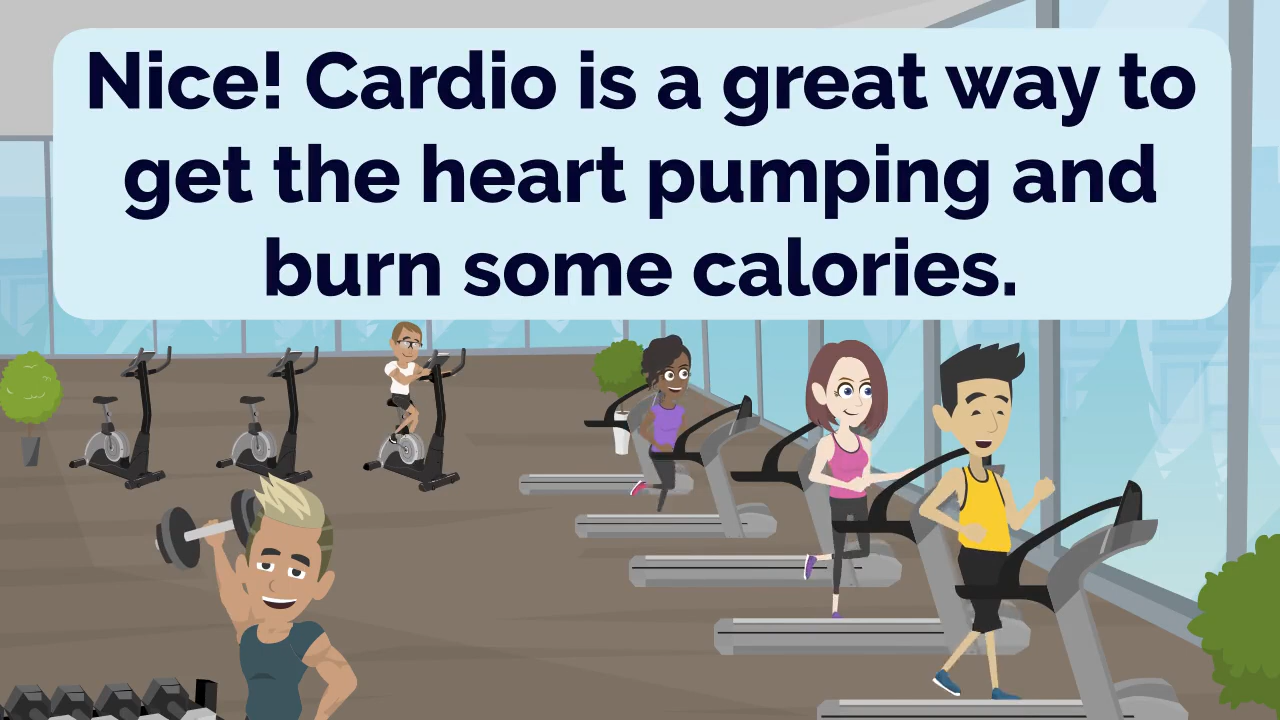 Nice! Cardio is a great way to
get the heart pumping and
burn some calories.